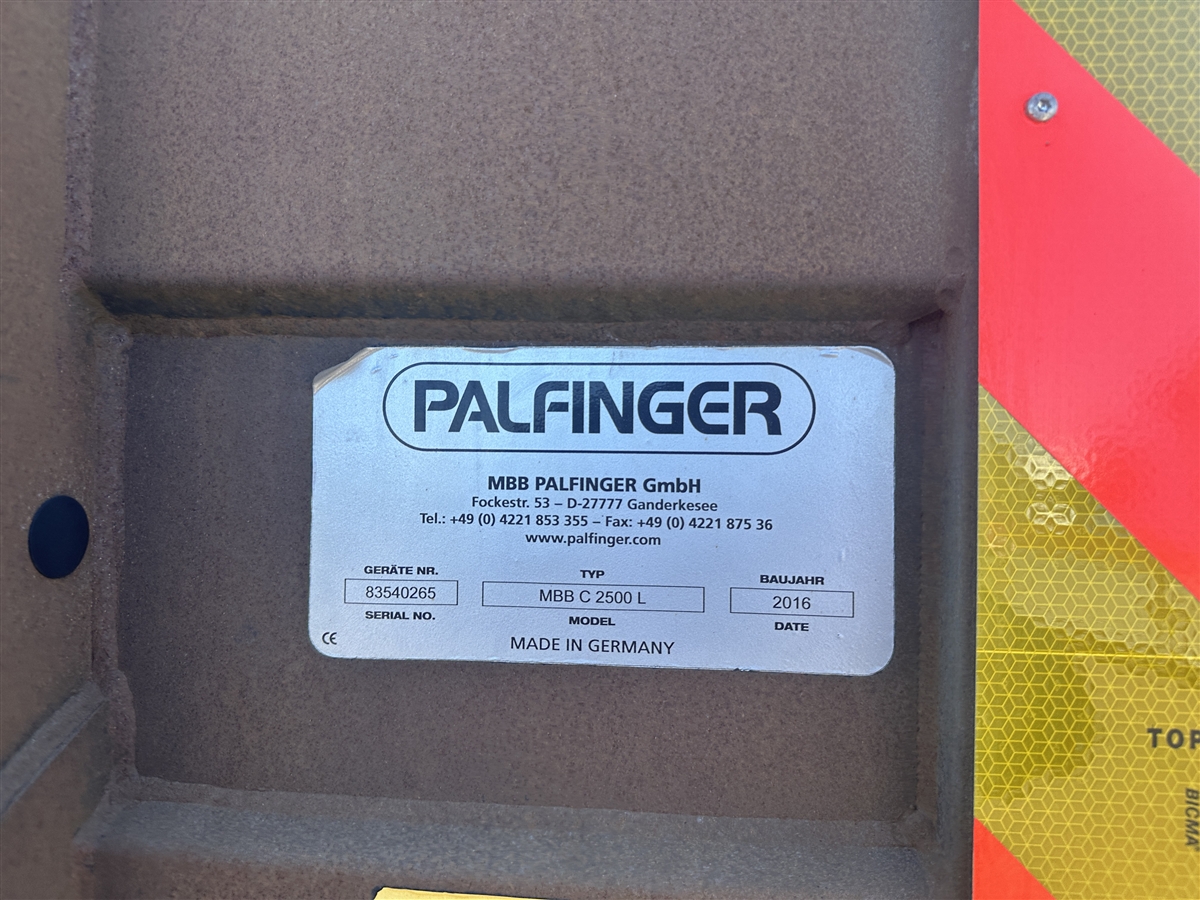 PALFINGER
MBB PALFINGER GmbH
Fockestr. 53 – D-27777 Ganderkesee
Tel.: +49 (0) 4221 853 355 – Fax: +49 (0) 4221 875 36
www.palfinger.com
GERÄTE NR. TYP BAUJAHR
83540265 MBB C 2500 L 2016
SERIAL NO. MODEL DATE
CE MADE IN GERMANY
TOP
BICMA